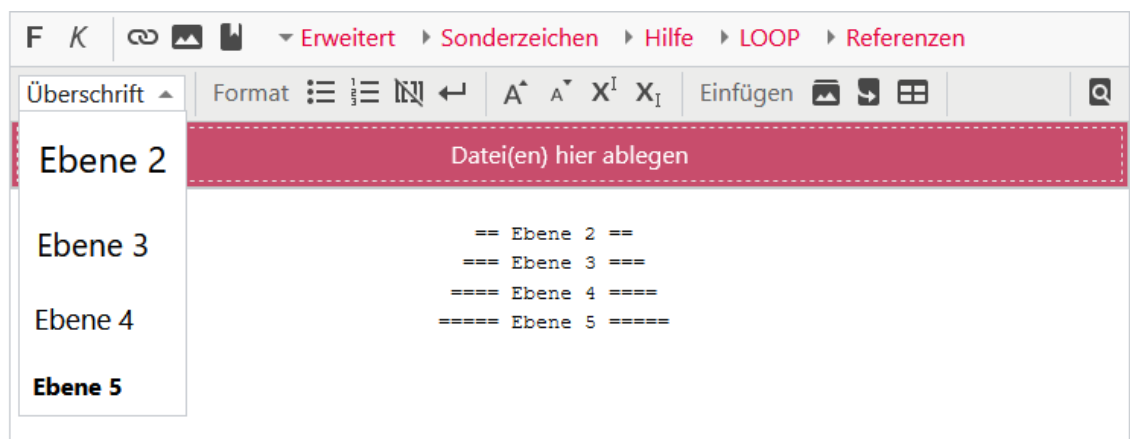 F K Erweitert Sonderzeichen Hilfe LOOP Referenzen
Überschrift Format A A X^I X_I Einfügen
Datei(en) hier ablegen
Ebene 2
Ebene 3
Ebene 4
Ebene 5
== Ebene 2 ==
=== Ebene 3 ===
==== Ebene 4 ====
===== Ebene 5 =====